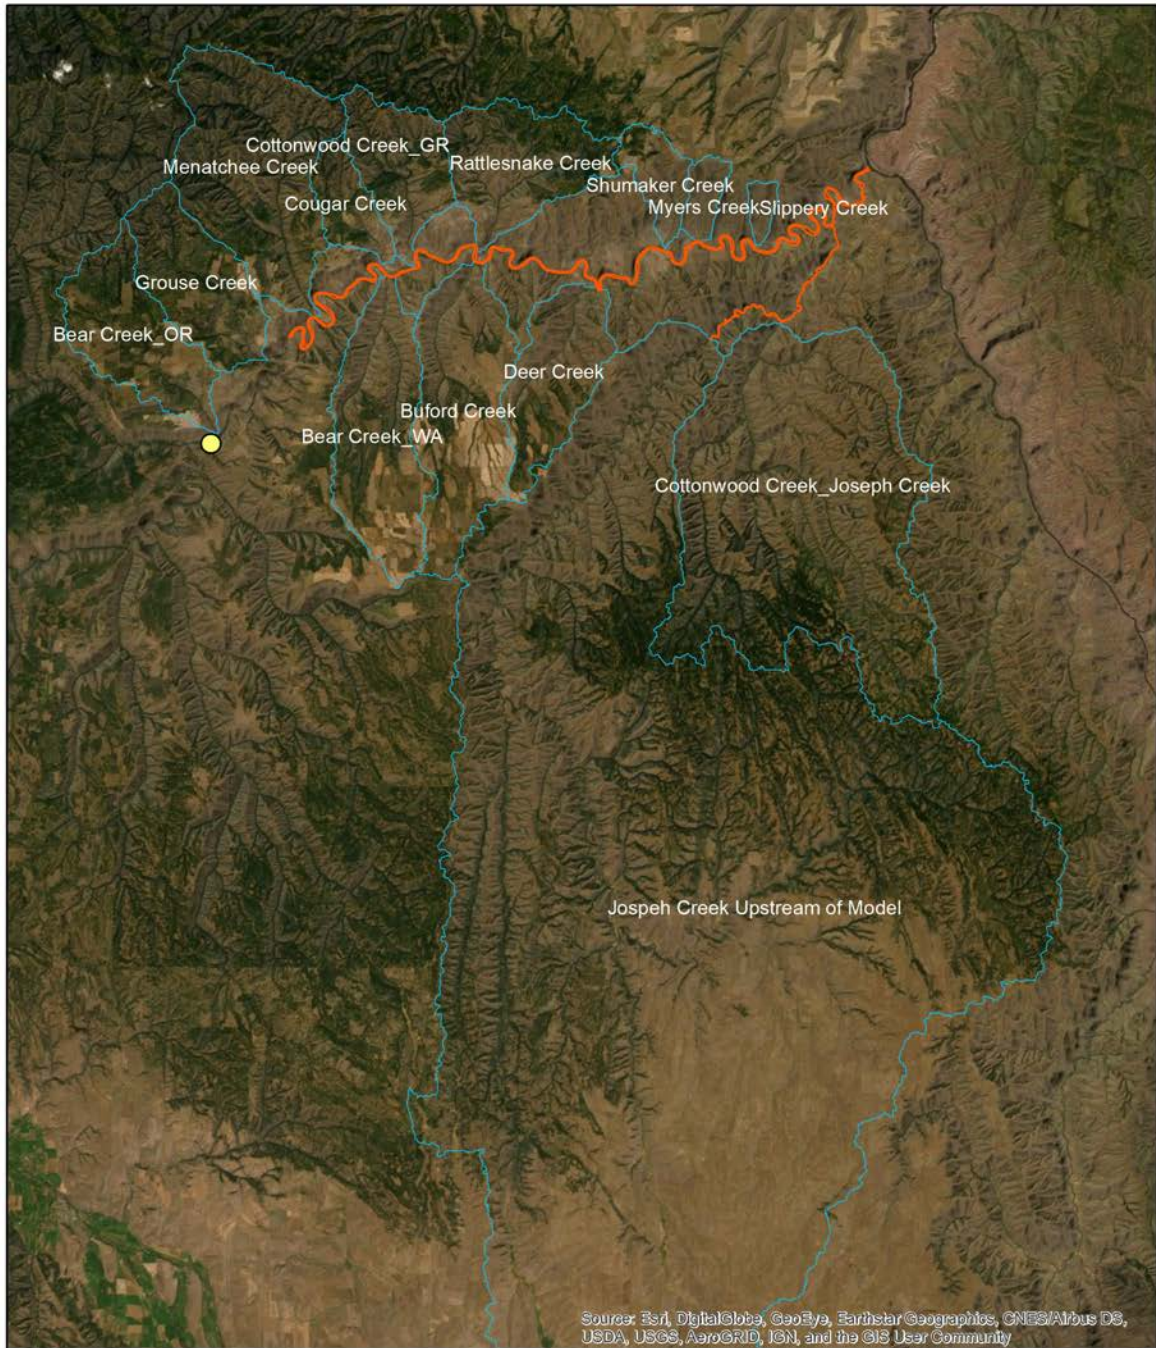 Cottonwood Creek_GR
Menatchee Creek
Rattlesnake Creek
Shumaker Creek
Cougar Creek
Myers Creek
Slippery Creek
Grouse Creek
Bear Creek_OR
Deer Creek
Buford Creek
Bear Creek_WA
Cottonwood Creek_Joseph Creek
Jospeh Creek Upstream of Model
Source: Esri, DigitalGlobe, GeoEye, Earthstar Geographics, CNES/Airbus DS,
USDA, USGS, AeroGRID, IGN, and the GIS User Community